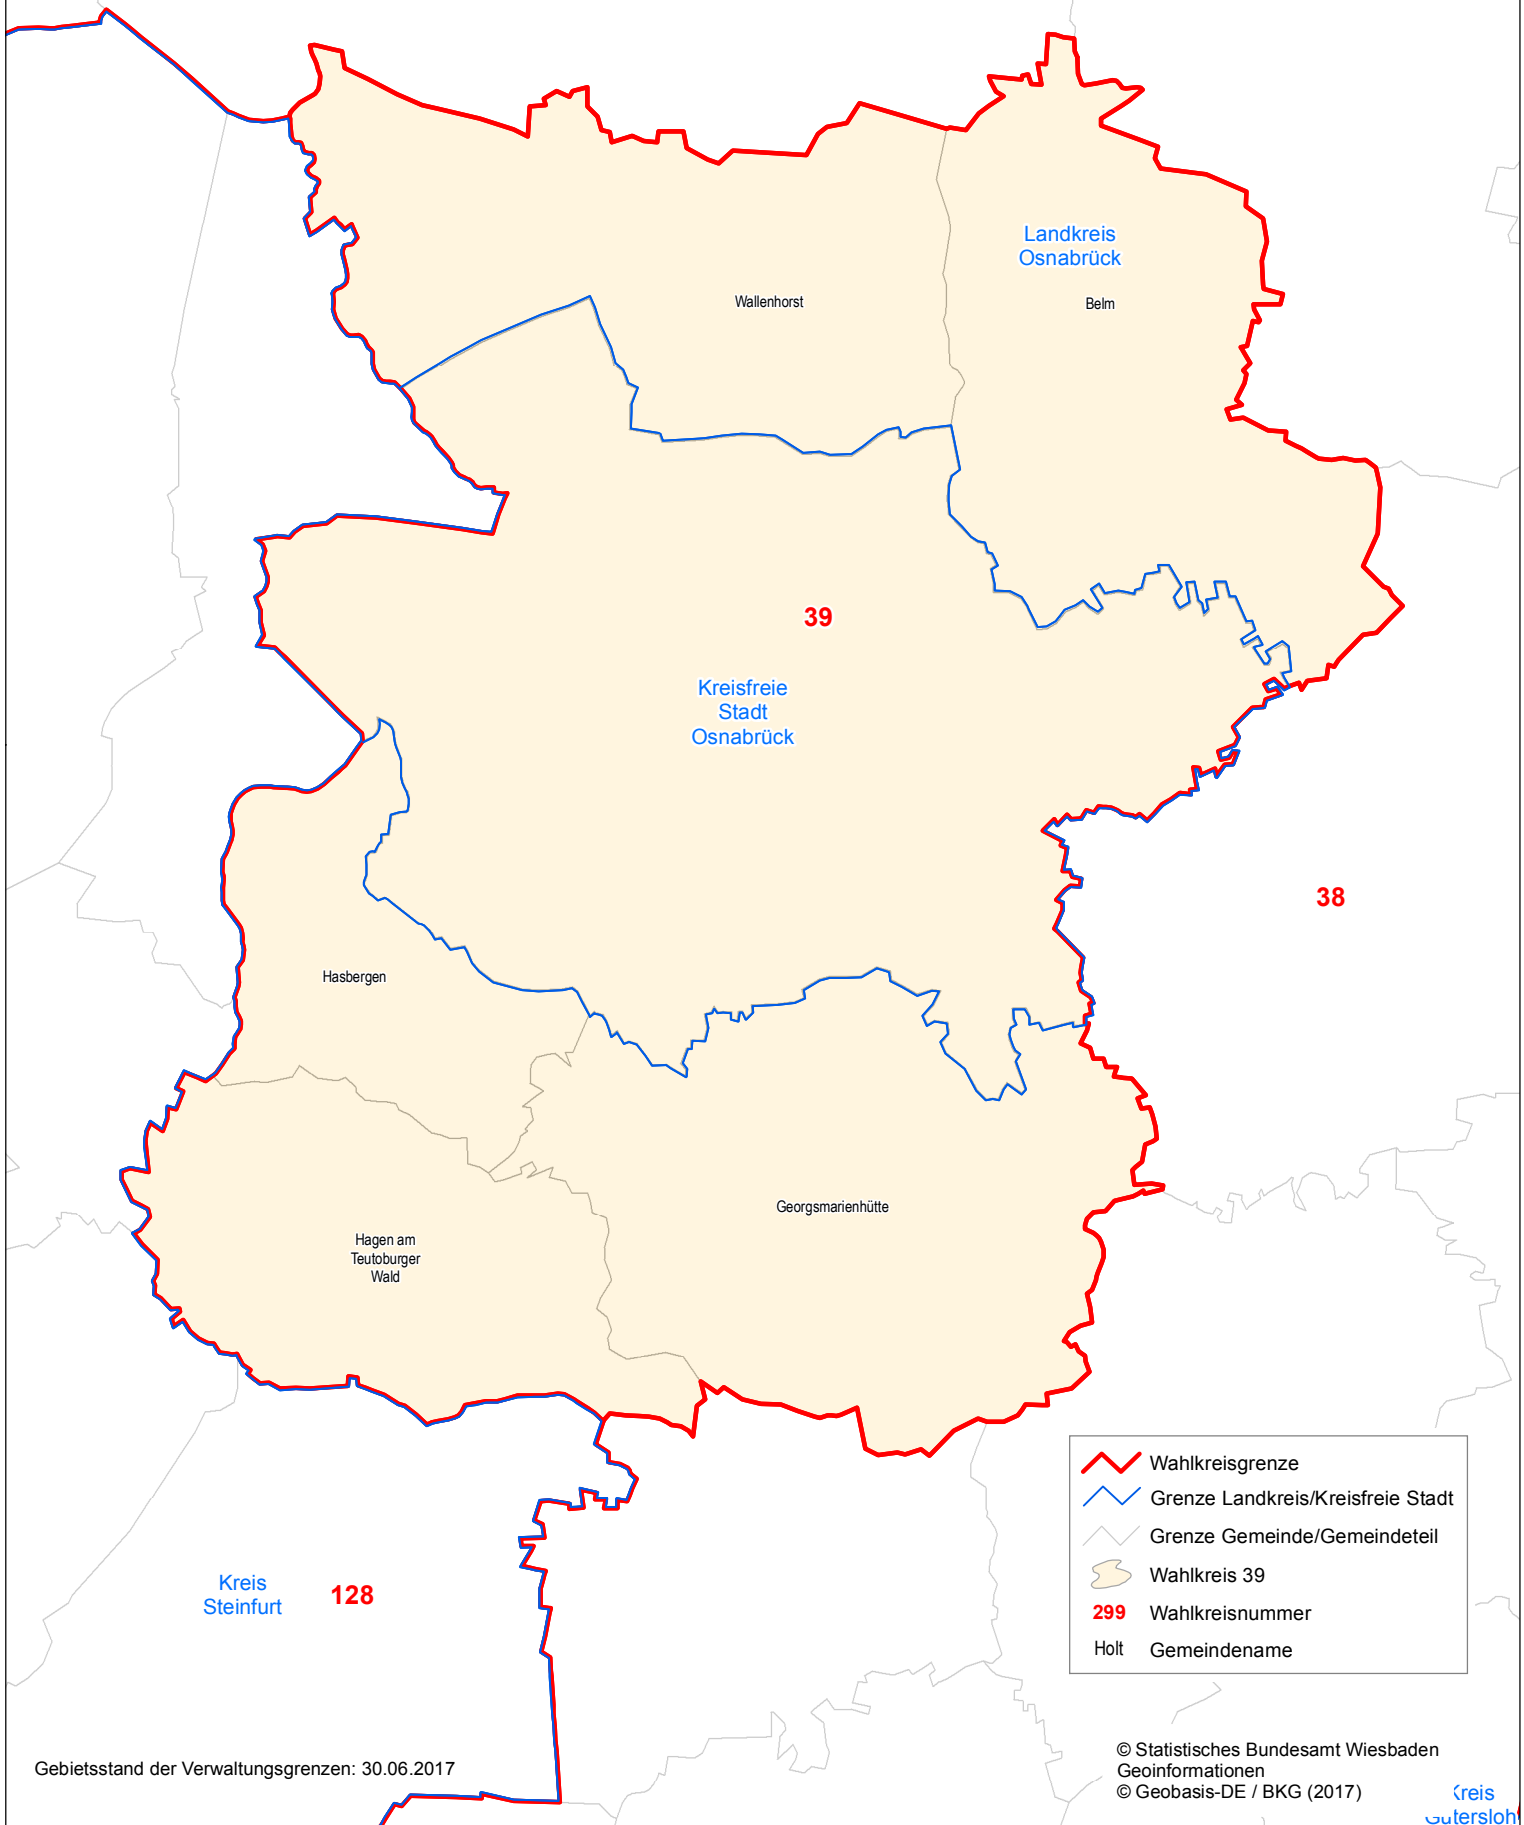 Landkreis
Osnabrück
Wallenhorst
Belm
39
Kreisfreie
Stadt
Osnabrück
38
Hasbergen
Georgsmarienhütte
Hagen am
Teutoburger
Wald
Wahlkreisgrenze
Grenze Landkreis/Kreisfreie Stadt
Grenze Gemeinde/Gemeindeteil
Wahlkreis 39
299 Wahlkreisnummer
Holt Gemeindename
Kreis
Steinfurt
128
Gebietsstand der Verwaltungsgrenzen: 30.06.2017
© Statistisches Bundesamt Wiesbaden
Geoinformationen
© Geobasis-DE / BKG (2017)
Kreis
Gütersloh